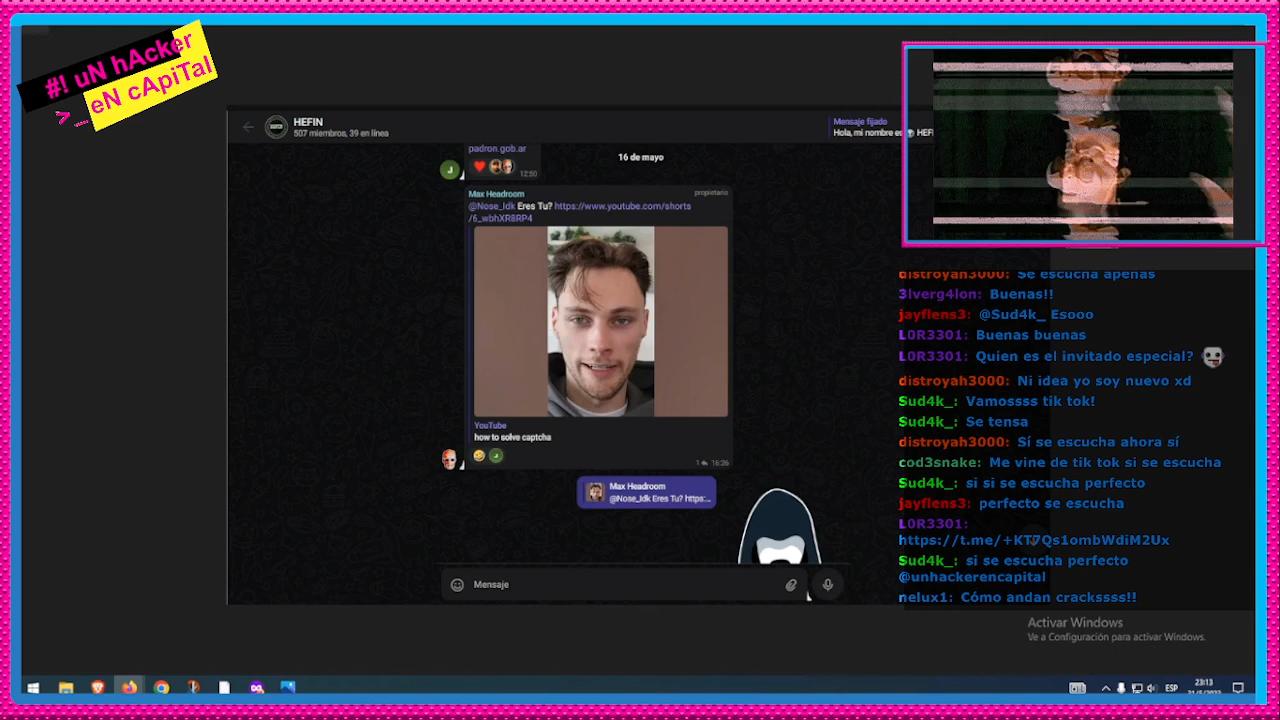 #! uN hAcker
>_ eN cApiTal
HEFIN
507 miembros, 39 en línea
Mensaje fijado
Hola, mi nombre es
HEFI
padron.gob.ar
12:50
16 de mayo
J
Max Headroom
propietario
@Nose_Idk Eres Tu? https://www.youtube.com/shorts
/6_wbhXR8RP4
YouTube
how to solve captcha
J
1
16:26
Max Headroom
@Nose_Idk Eres Tu? https:...
Mensaje
distroyah3000: Se escucha apenas
3lverg4lon: Buenas!!
jayflens3: @Sud4k_ Esooo
L0R3301: Buenas buenas
L0R3301: Quien es el invitado especial?
distroyah3000: Ni idea yo soy nuevo xd
Sud4k_: Vamossss tik tok!
Sud4k_: Se tensa
distroyah3000: Sí se escucha ahora sí
cod3snake: Me vine de tik tok si se escucha
Sud4k_: si si se escucha perfecto
jayflens3: perfecto se escucha
L0R3301:
https://t.me/+KT7Qs1ombWdiM2Ux
Sud4k_: si se escucha perfecto
@unhackerencapital
nelux1: Cómo andan crackssss!!
Activar Windows
Ve a Configuración para activar Windows.
ESP
23:13